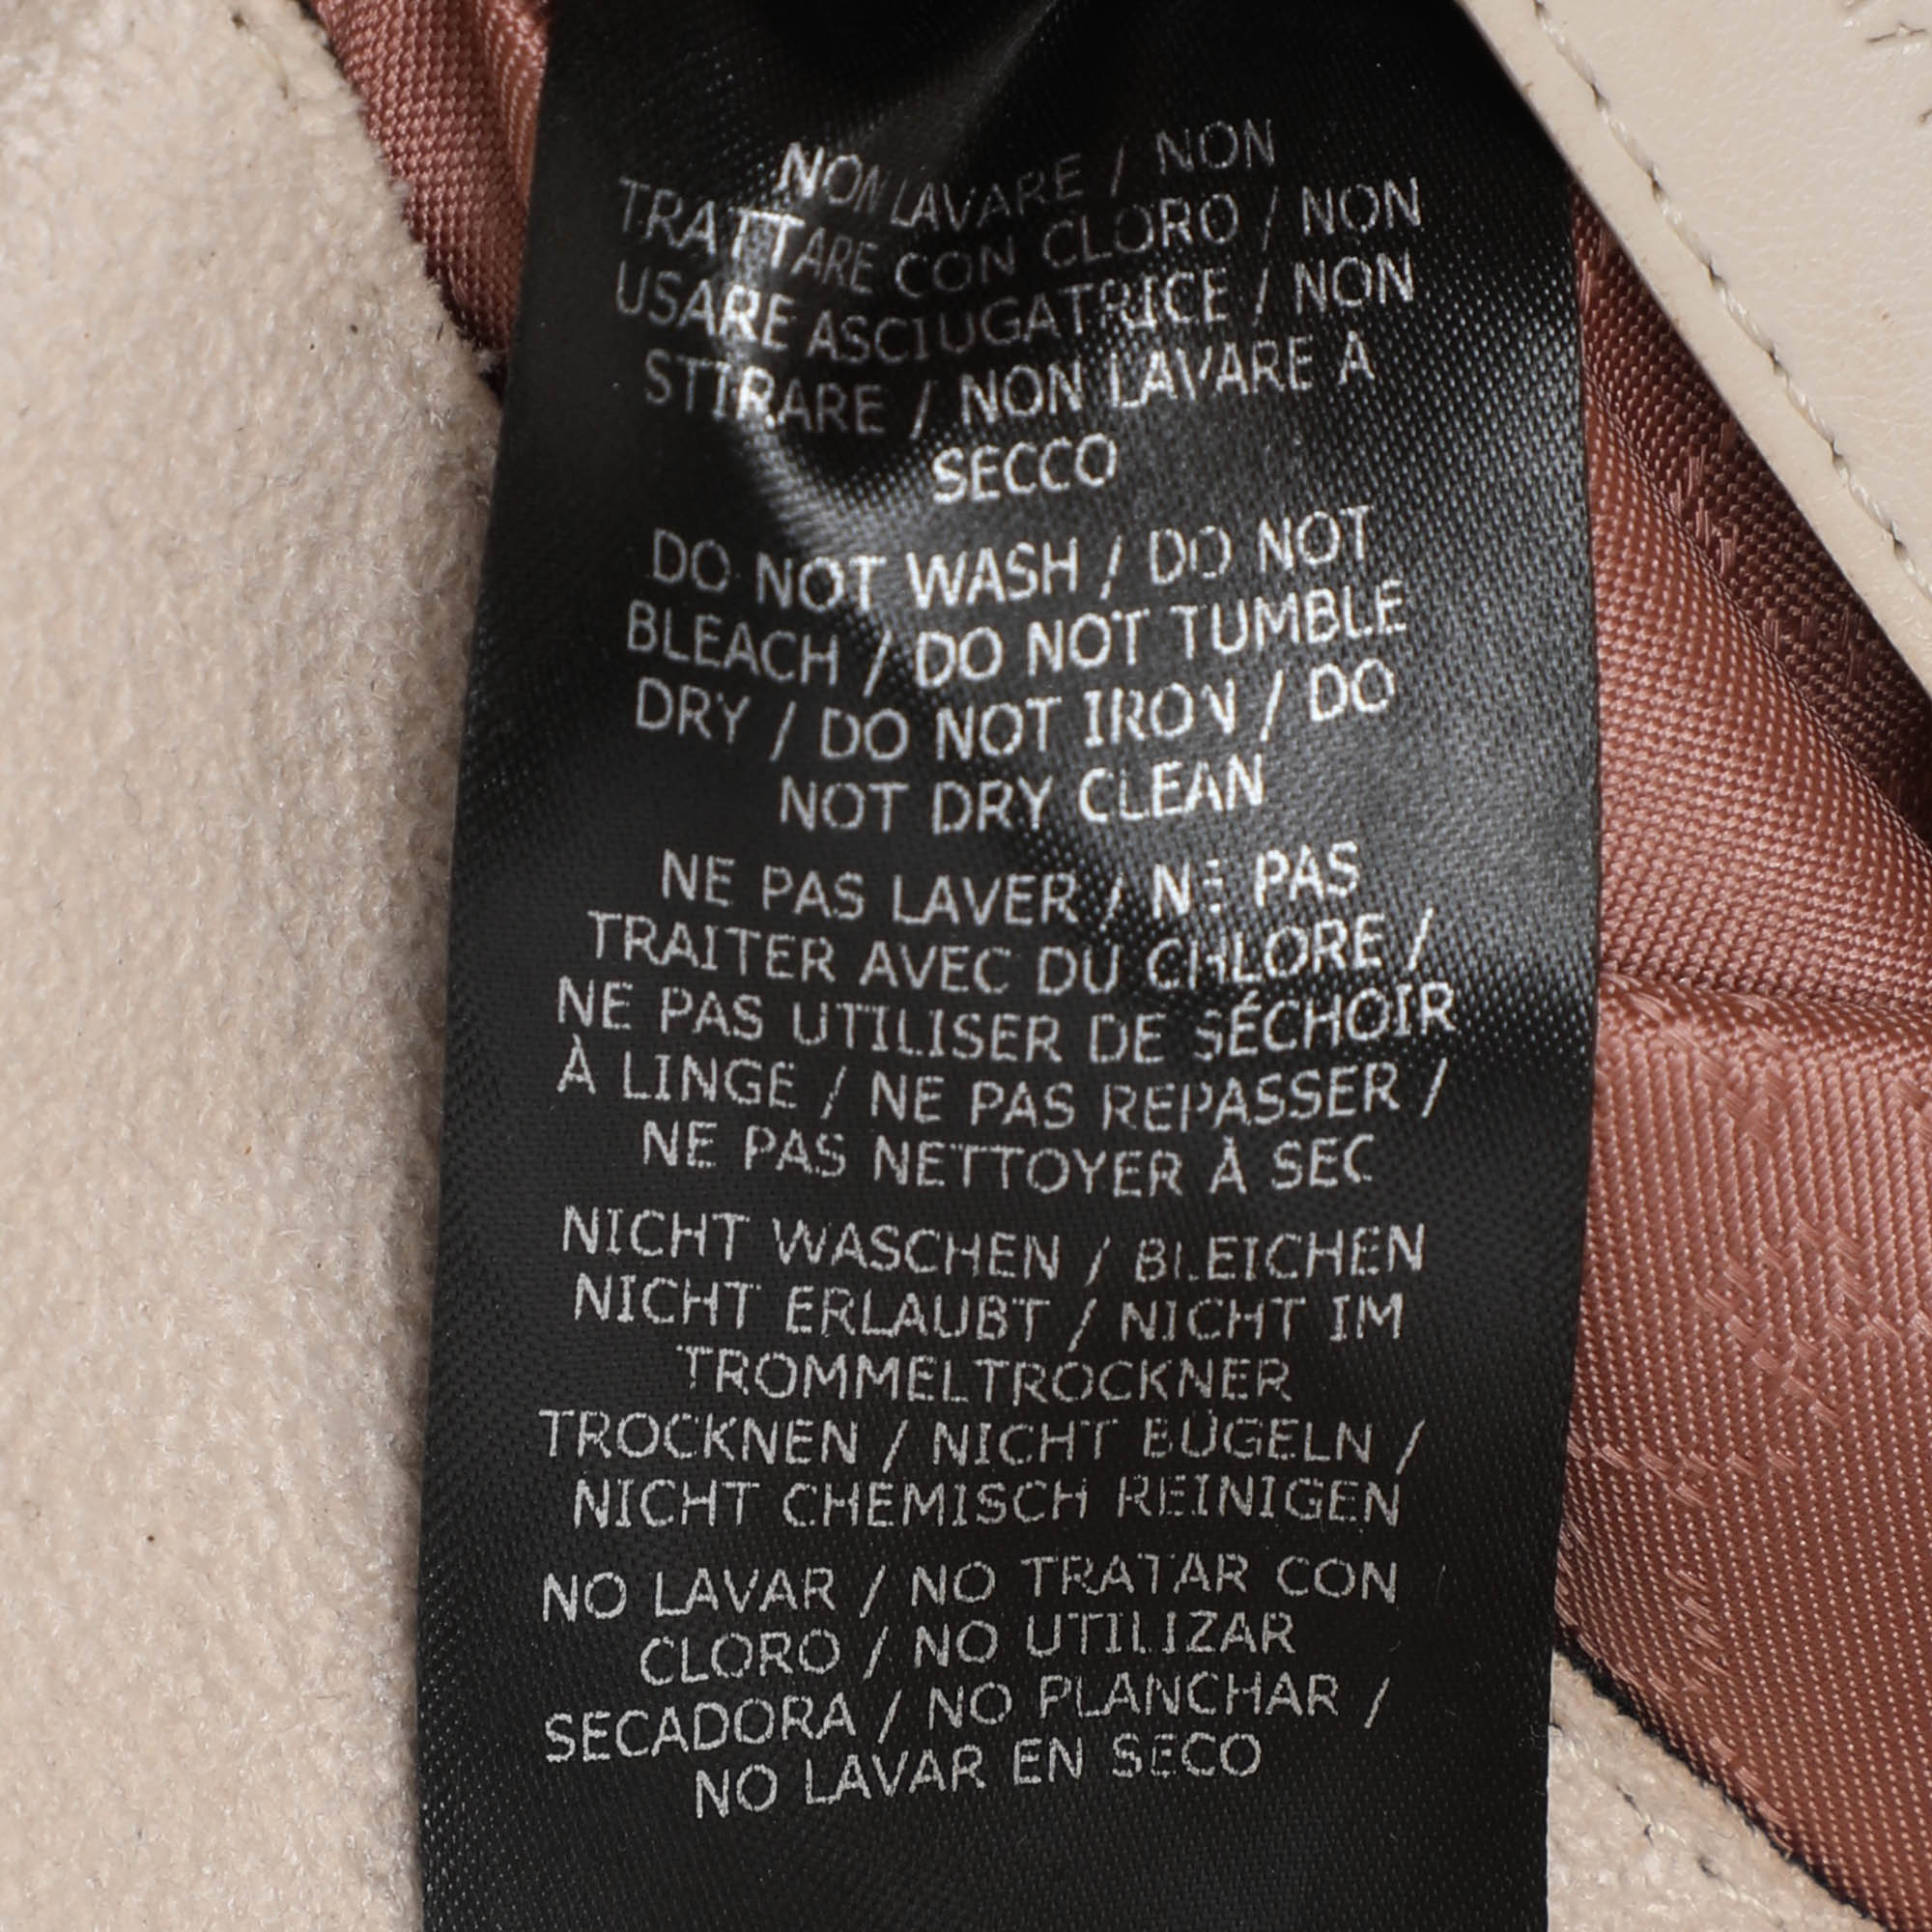 NON LAVARE / NON
TRATTARE CON CLORO / NON
USARE ASCIUGATRICE / NON
STIRARE / NON LAVARE A
SECCO
DO NOT WASH / DO NOT
BLEACH / DO NOT TUMBLE
DRY / DO NOT IRON / DO
NOT DRY CLEAN
NE PAS LAVER / NE PAS
TRAITER AVEC DU CHLORE /
NE PAS UTILISER DE SÉCHOIR
À LINGE / NE PAS REPASSER /
NE PAS NETTOYER À SEC
NICHT WASCHEN / BLEICHEN
NICHT ERLAUBT / NICHT IM
TROMMELTROCKNER
TROCKNEN / NICHT BÜGELN /
NICHT CHEMISCH REINIGEN
NO LAVAR / NO TRATAR CON
CLORO / NO UTILIZAR
SECADORA / NO PLANCHAR /
NO LAVAR EN SECO